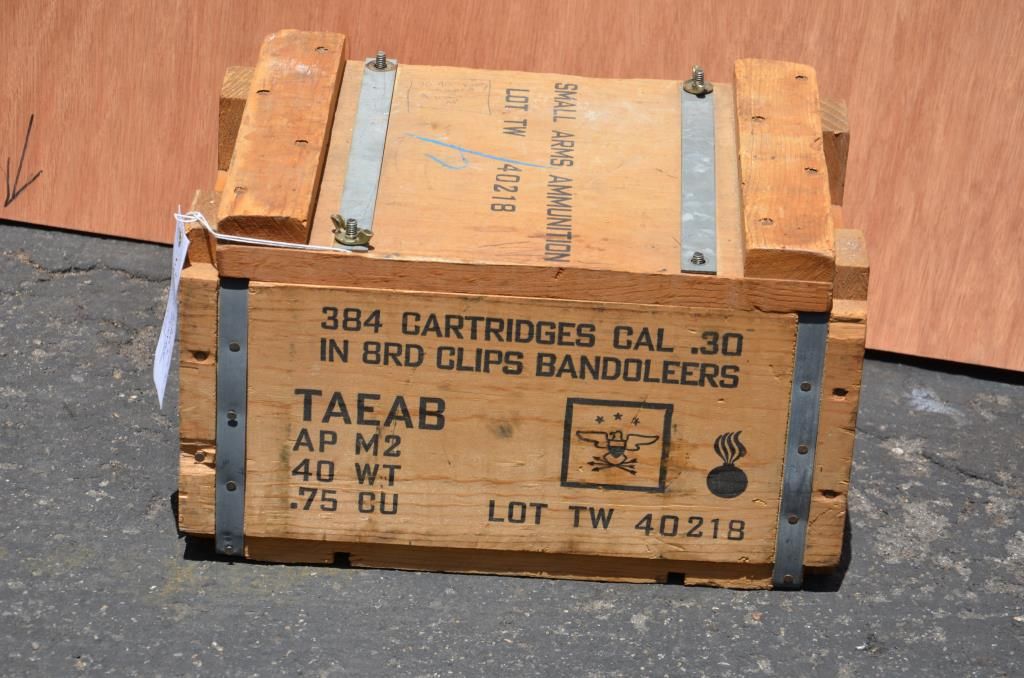 SMALL ARMS AMMUNITION
LOT TW 40218
384 CARTRIDGES CAL .30
IN 8RD CLIPS BANDOLEERS
TAEAB
AP M2
40 WT
.75 CU
LOT TW 40218